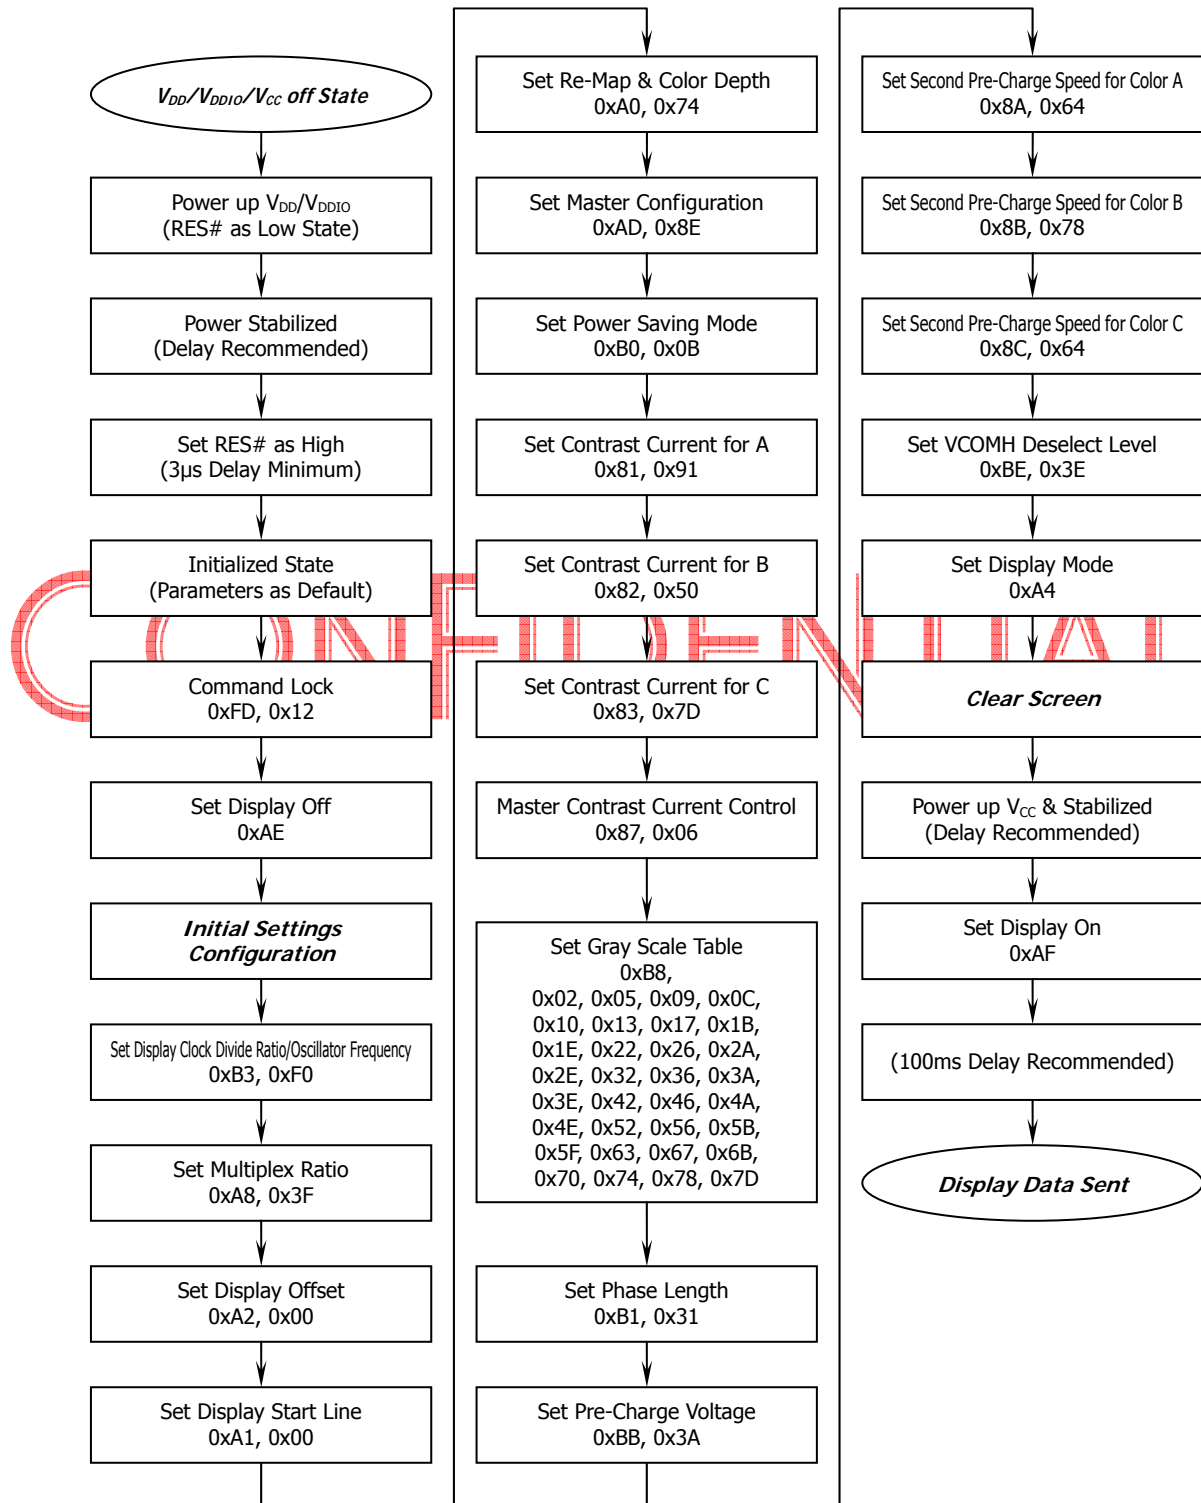 V_DD/V_DDIO/V_CC off State
Power up V_DD/V_DDIO
(RES# as Low State)
Power Stabilized
(Delay Recommended)
Set RES# as High
(3μs Delay Minimum)
Initialized State
(Parameters as Default)
Command Lock
0xFD, 0x12
Set Display Off
0xAE
Initial Settings
Configuration
Set Display Clock Divide Ratio/Oscillator Frequency
0xB3, 0xF0
Set Multiplex Ratio
0xA8, 0x3F
Set Display Offset
0xA2, 0x00
Set Display Start Line
0xA1, 0x00
Set Re-Map & Color Depth
0xA0, 0x74
Set Master Configuration
0xAD, 0x8E
Set Power Saving Mode
0xB0, 0x0B
Set Contrast Current for A
0x81, 0x91
Set Contrast Current for B
0x82, 0x50
Set Contrast Current for C
0x83, 0x7D
Master Contrast Current Control
0x87, 0x06
Set Gray Scale Table
0xB8,
0x02, 0x05, 0x09, 0x0C,
0x10, 0x13, 0x17, 0x1B,
0x1E, 0x22, 0x26, 0x2A,
0x2E, 0x32, 0x36, 0x3A,
0x3E, 0x42, 0x46, 0x4A,
0x4E, 0x52, 0x56, 0x5B,
0x5F, 0x63, 0x67, 0x6B,
0x70, 0x74, 0x78, 0x7D
Set Phase Length
0xB1, 0x31
Set Pre-Charge Voltage
0xBB, 0x3A
Set Second Pre-Charge Speed for Color A
0x8A, 0x64
Set Second Pre-Charge Speed for Color B
0x8B, 0x78
Set Second Pre-Charge Speed for Color C
0x8C, 0x64
Set VCOMH Deselect Level
0xBE, 0x3E
Set Display Mode
0xA4
Clear Screen
Power up V_CC & Stabilized
(Delay Recommended)
Set Display On
0xAF
(100ms Delay Recommended)
Display Data Sent
CONFIDENTIAL